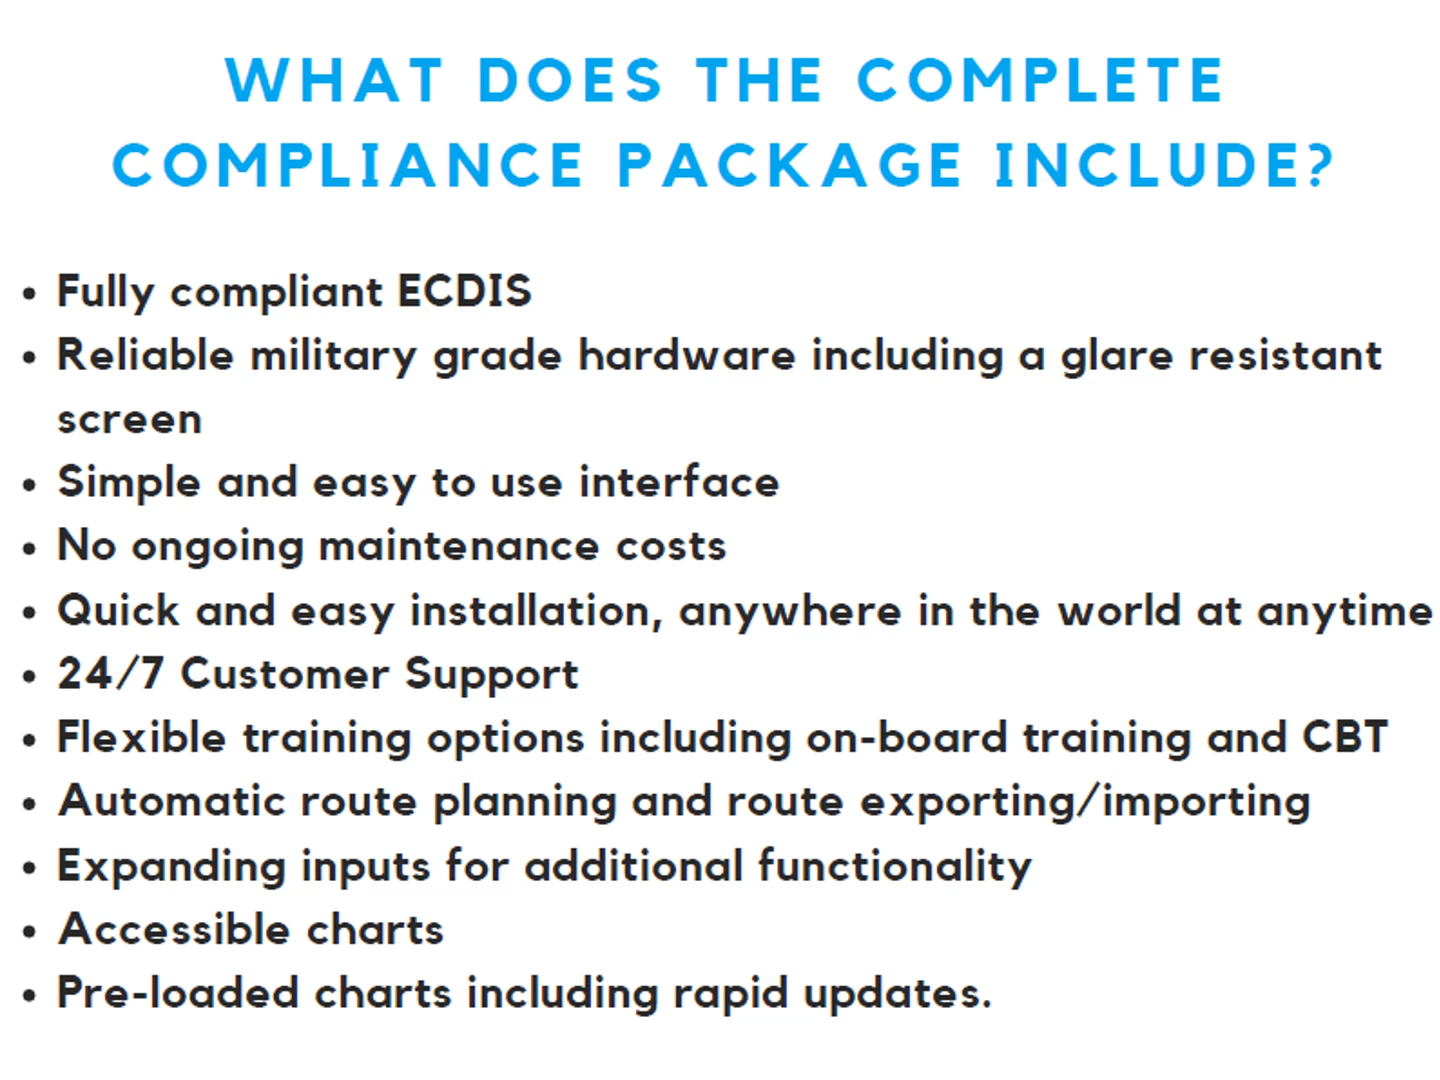 WHAT DOES THE COMPLETE
COMPLIANCE PACKAGE INCLUDE?
• Fully compliant ECDIS
• Reliable military grade hardware including a glare resistant
screen
• Simple and easy to use interface
• No ongoing maintenance costs
• Quick and easy installation, anywhere in the world at anytime
• 24/7 Customer Support
• Flexible training options including on-board training and CBT
• Automatic route planning and route exporting/importing
• Expanding inputs for additional functionality
• Accessible charts
• Pre-loaded charts including rapid updates.